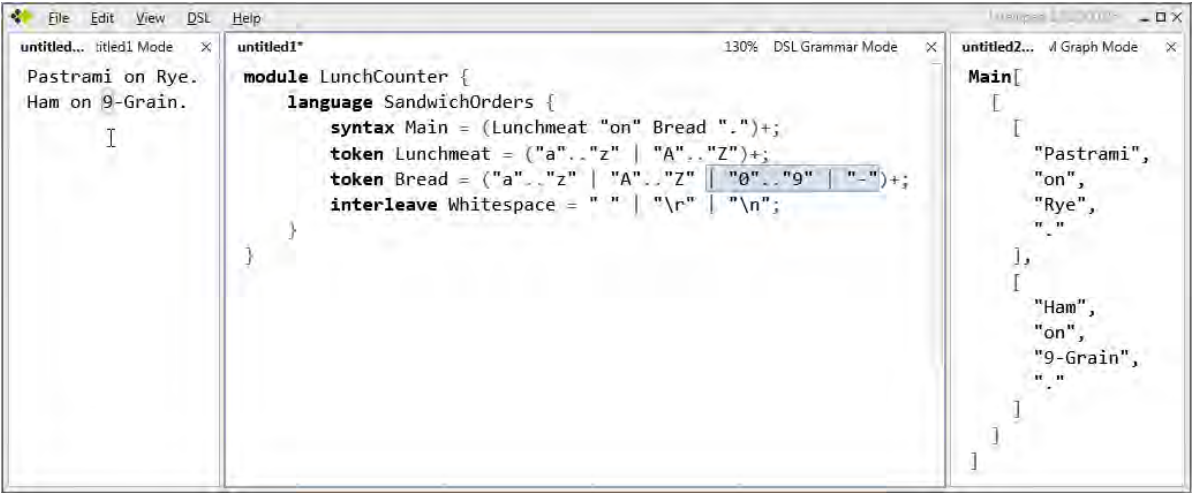 File Edit View DSL Help
untitled... titled1 Mode ×
Pastrami on Rye.
Ham on 9-Grain.
untitled1* 130% DSL Grammar Mode ×
module LunchCounter {
language SandwichOrders {
syntax Main = (Lunchmeat "on" Bread ".")+;
token Lunchmeat = ("a".."z" | "A".."Z")+;
token Bread = ("a".."z" | "A".."Z" | "0".."9" | "-")+;
interleave Whitespace = " " | "\r" | "\n";
}
}
untitled2... Graph Mode ×
Main[
[
[
"Pastrami",
"on",
"Rye",
"."
],
[
"Ham",
"on",
"9-Grain",
"."
]
]
]